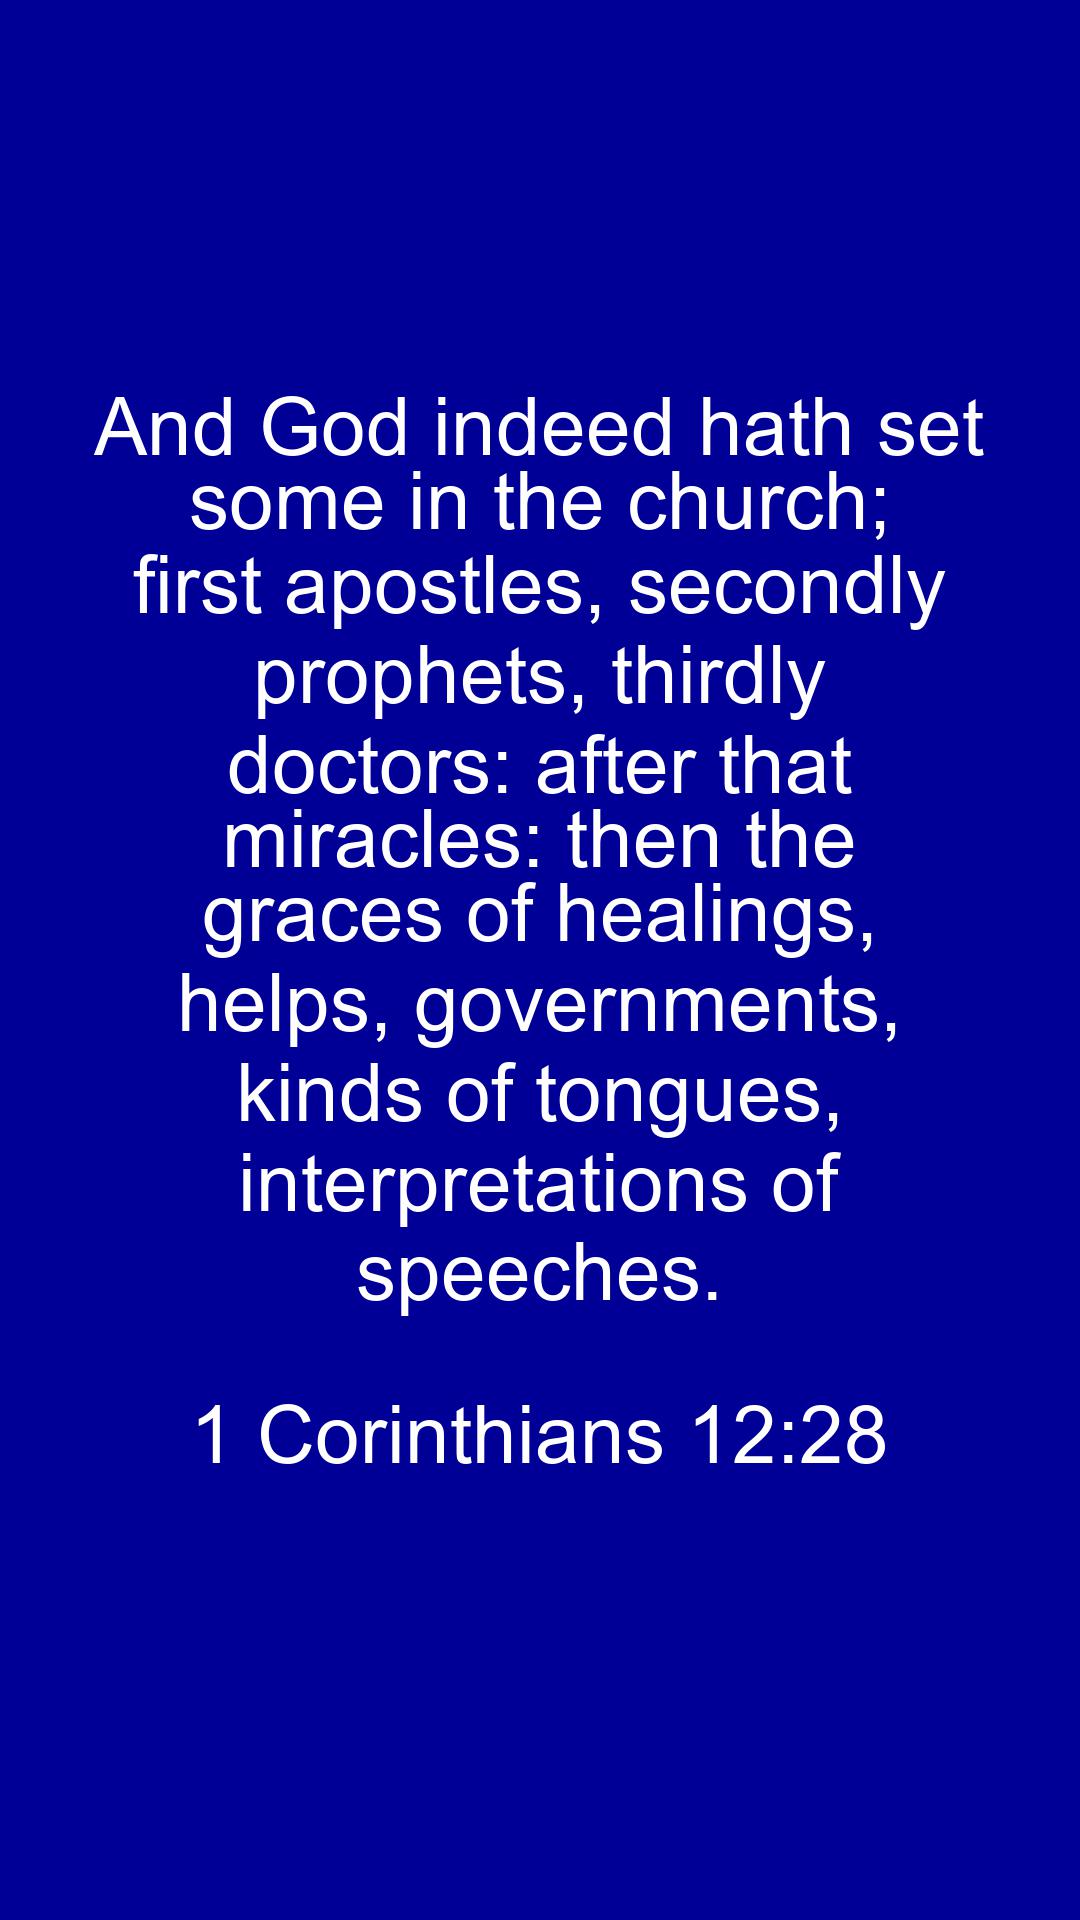 And God indeed hath set
some in the church;
first apostles, secondly
prophets, thirdly
doctors: after that
miracles: then the
graces of healings,
helps, governments,
kinds of tongues,
interpretations of
speeches.
1 Corinthians 12:28